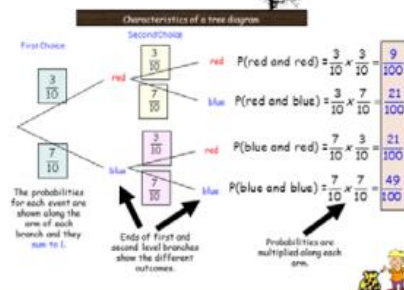 Characteristics of a tree diagram
First Choice
Second Choice
3/10
7/10
red
blue
3/10
7/10
3/10
7/10
red P(red and red) = 3/10 x 3/10 = 9/100
blue P(red and blue) = 3/10 x 7/10 = 21/100
red P(blue and red) = 7/10 x 3/10 = 21/100
blue P(blue and blue) = 7/10 x 7/10 = 49/100
The probabilities
for each event are
shown along the
arm of each
branch and they
sum to 1.
Ends of first and
second level branches
show the different
outcomes.
Probabilities are
multiplied along each
arm.